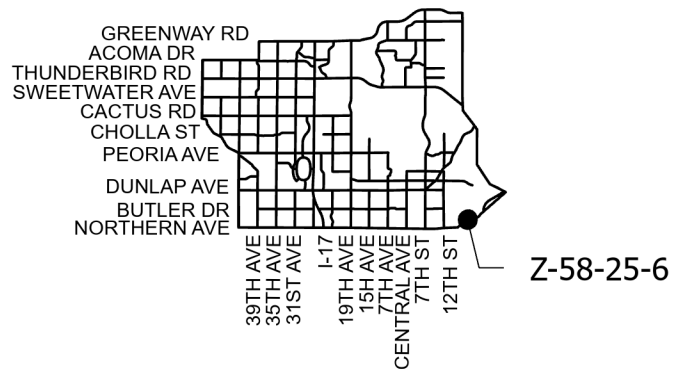 GREENWAY RD
ACOMA DR
THUNDERBIRD RD
SWEETWATER AVE
CACTUS RD
CHOLLA ST
PEORIA AVE
DUNLAP AVE
BUTLER DR
NORTHERN AVE
39TH AVE
35TH AVE
31ST AVE
I-17
19TH AVE
15H AVE
7TH AVE
CENTRAL AVE
7TH ST
12TH ST
Z-58-25-6